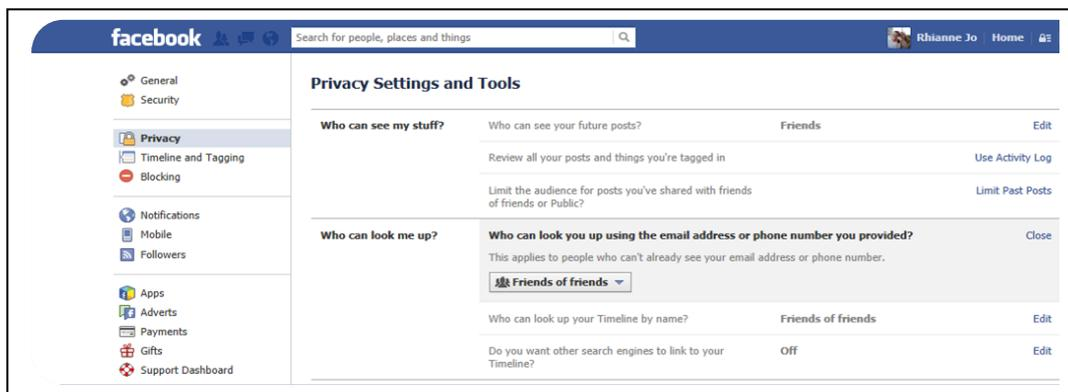 facebook
Search for people, places and things
Rhianne Jo
Home
General
Security
Privacy
Timeline and Tagging
Blocking
Notifications
Mobile
Followers
Apps
Adverts
Payments
Gifts
Support Dashboard
Privacy Settings and Tools
Who can see my stuff?
Who can see your future posts?
Friends
Edit
Review all your posts and things you're tagged in
Use Activity Log
Limit the audience for posts you've shared with friends
of friends or Public?
Limit Past Posts
Who can look me up?
Who can look you up using the email address or phone number you provided?
Close
This applies to people who can't already see your email address or phone number.
Friends of friends
Who can look up your Timeline by name?
Friends of friends
Edit
Do you want other search engines to link to your
Timeline?
Off
Edit